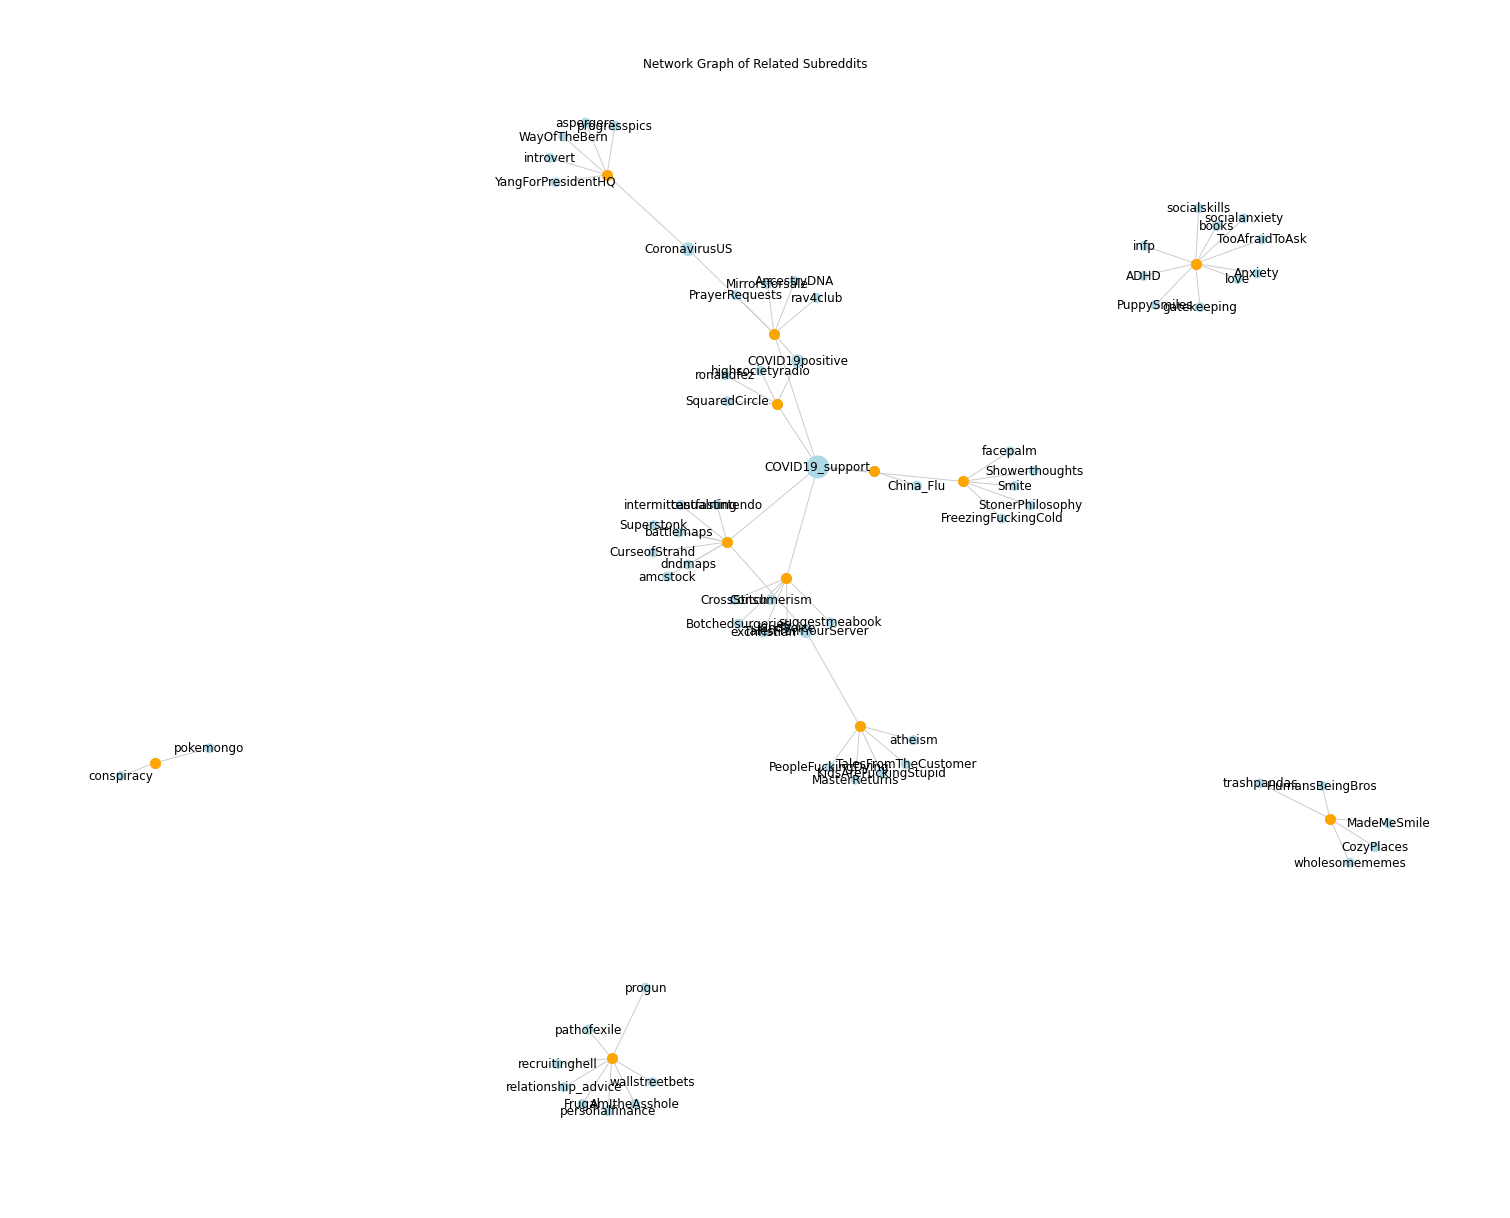 Network Graph of Related Subreddits
aspergers
progresspics
WayOfTheBern
introvert
YangForPresidentHQ
CoronavirusUS
AncestryDNA
Mirrorsforsale
PrayerRequests
rav4club
COVID19positive
highsocietyradio
ronandfez
SquaredCircle
COVID19_support
China_Flu
facepalm
Showerthoughts
Smite
StonerPhilosophy
FreezingFuckingCold
socialskills
socialanxiety
books
TooAfraidToAsk
infp
Anxiety
ADHD
love
PuppySmiles
gatekeeping
intermittentfasting
Superstonk
battlemaps
CurseofStrahd
dndmaps
amcstock
CrossStitch
Consumerism
suggestmeabook
Botchedsurgeries
exchristian
TalesFromYourServer
atheism
TalesFromTheCustomer
PeopleFuckingDying
KidsAreFuckingStupid
MasterReturns
pokemongo
conspiracy
trashpandas
HumansBeingBros
MadeMeSmile
CozyPlaces
wholesomememes
progun
pathofexile
recruitinghell
wallstreetbets
relationship_advice
Frugal
AmItheAsshole
personalfinance